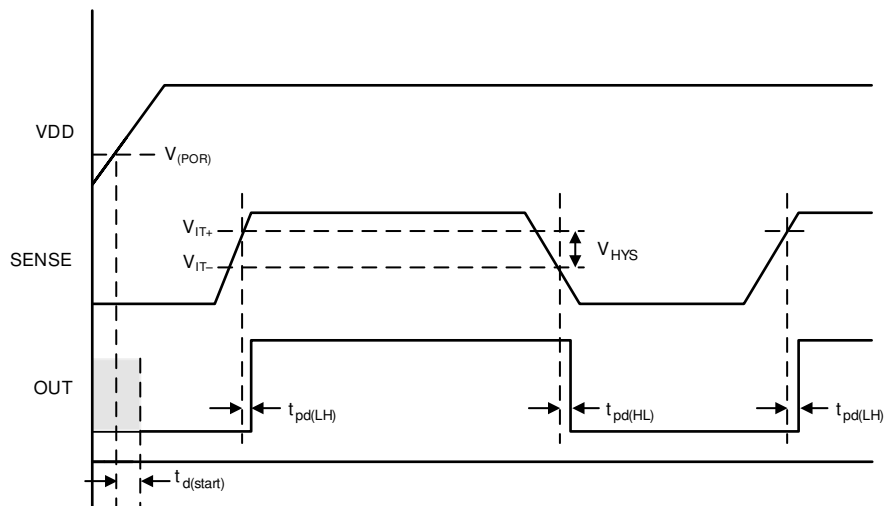 VDD
V(POR)
VIT+
VHYS
SENSE
VIT–
OUT
tpd(LH)
tpd(HL)
tpd(LH)
td(start)